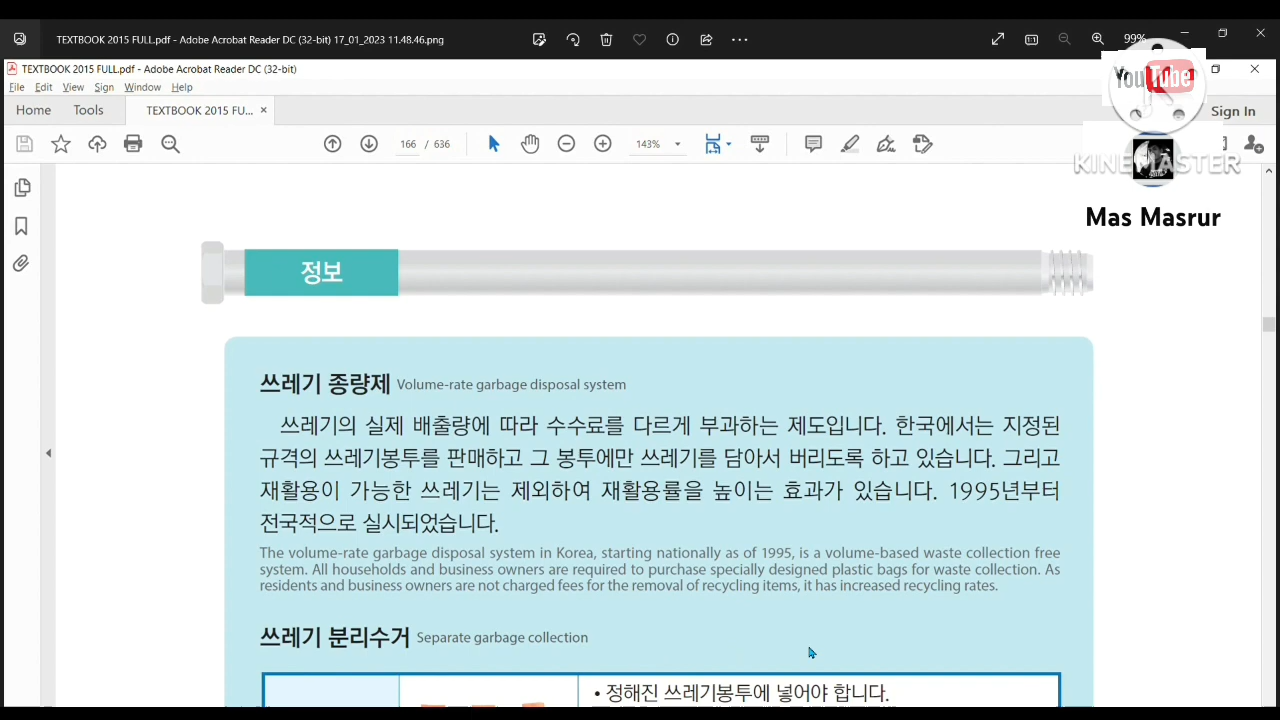 TEXTBOOK 2015 FULL.pdf - Adobe Acrobat Reader DC (32-bit) 17_01_2023 11.48.46.png
99%
TEXTBOOK 2015 FULL.pdf - Adobe Acrobat Reader DC (32-bit)
File Edit View Sign Window Help
YouTube
Home Tools TEXTBOOK 2015 FU... × Sign In
166 / 636 143%
KINEMASTER
Mas Masrur
정보
쓰레기 종량제 Volume-rate garbage disposal system
쓰레기의 실제 배출량에 따라 수수료를 다르게 부과하는 제도입니다. 한국에서는 지정된
규격의 쓰레기봉투를 판매하고 그 봉투에만 쓰레기를 담아서 버리도록 하고 있습니다. 그리고
재활용이 가능한 쓰레기는 제외하여 재활용률을 높이는 효과가 있습니다. 1995년부터
전국적으로 실시되었습니다.
The volume-rate garbage disposal system in Korea, starting nationally as of 1995, is a volume-based waste collection free
system. All households and business owners are required to purchase specially designed plastic bags for waste collection. As
residents and business owners are not charged fees for the removal of recycling items, it has increased recycling rates.
쓰레기 분리수거 Separate garbage collection
• 정해진 쓰레기봉투에 넣어야 합니다.